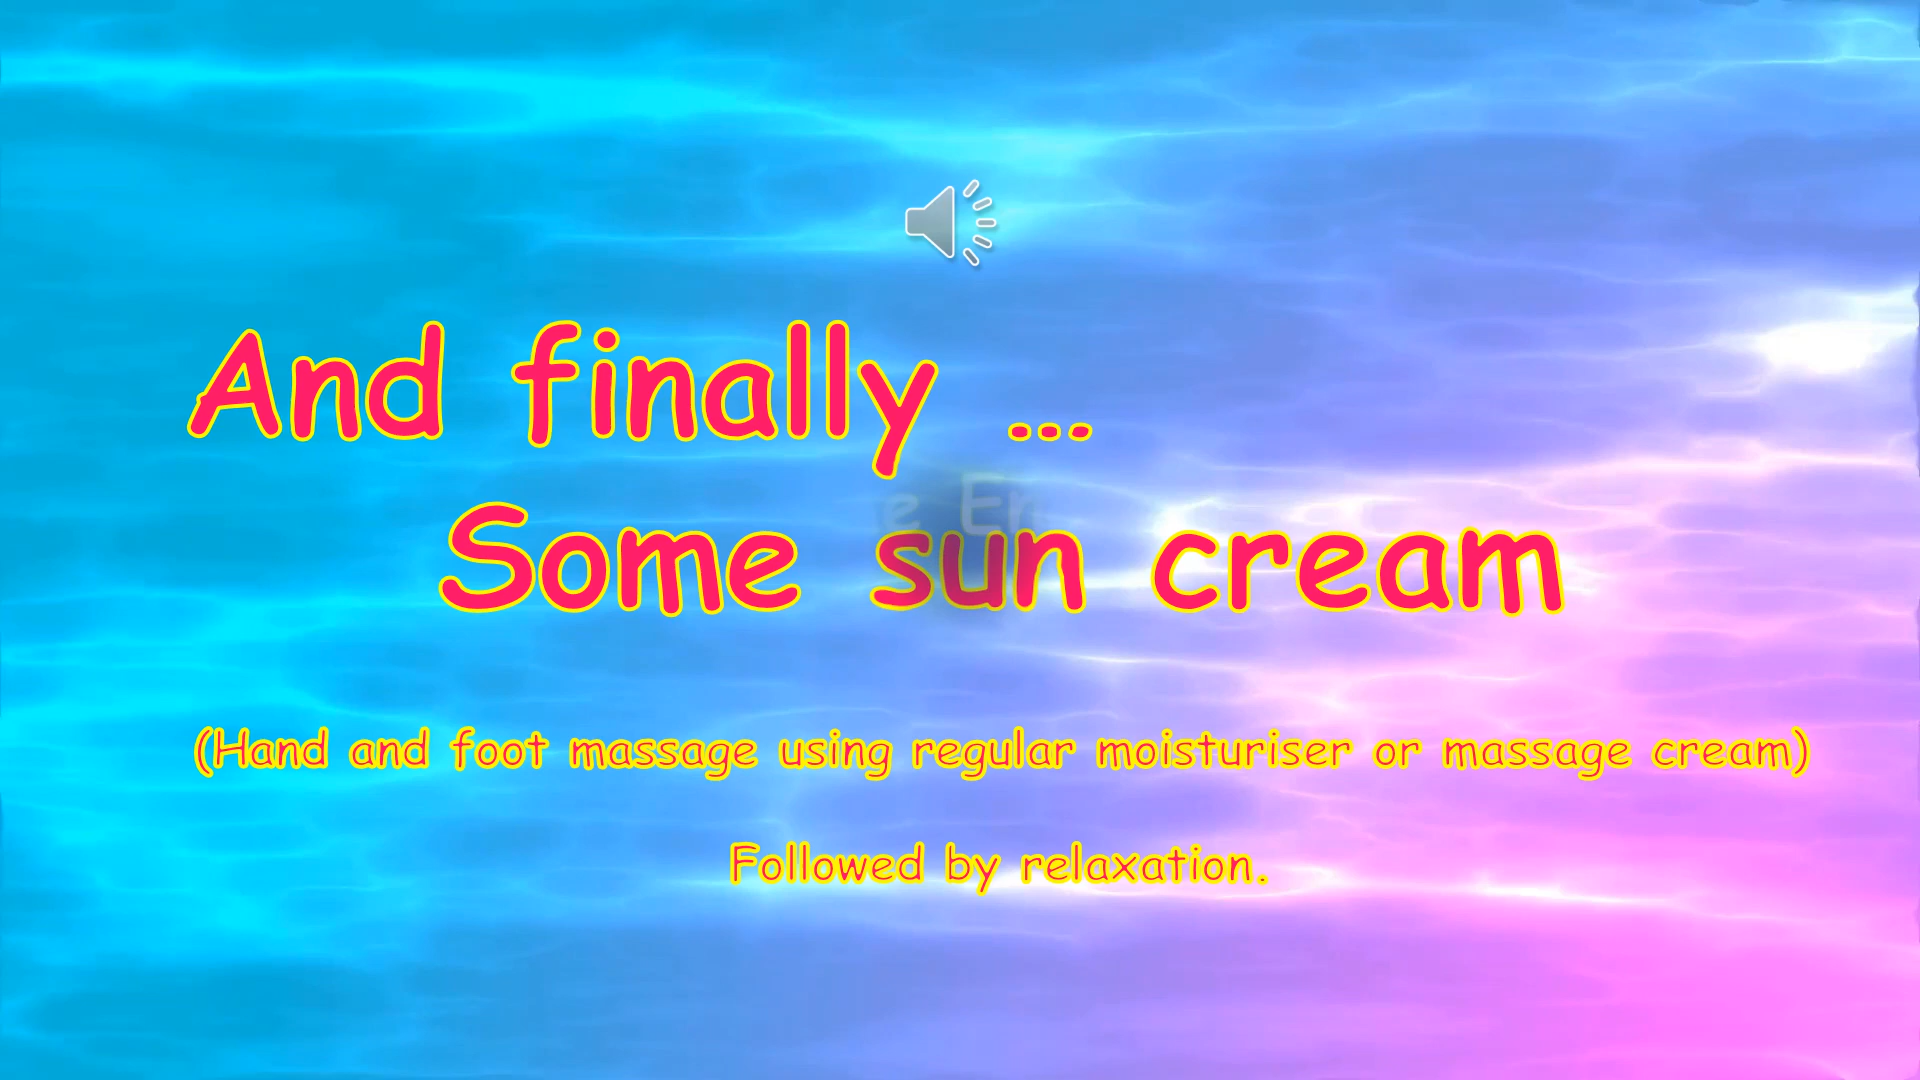 And finally ...
Some sun cream
(Hand and foot massage using regular moisturiser or massage cream)
Followed by relaxation.